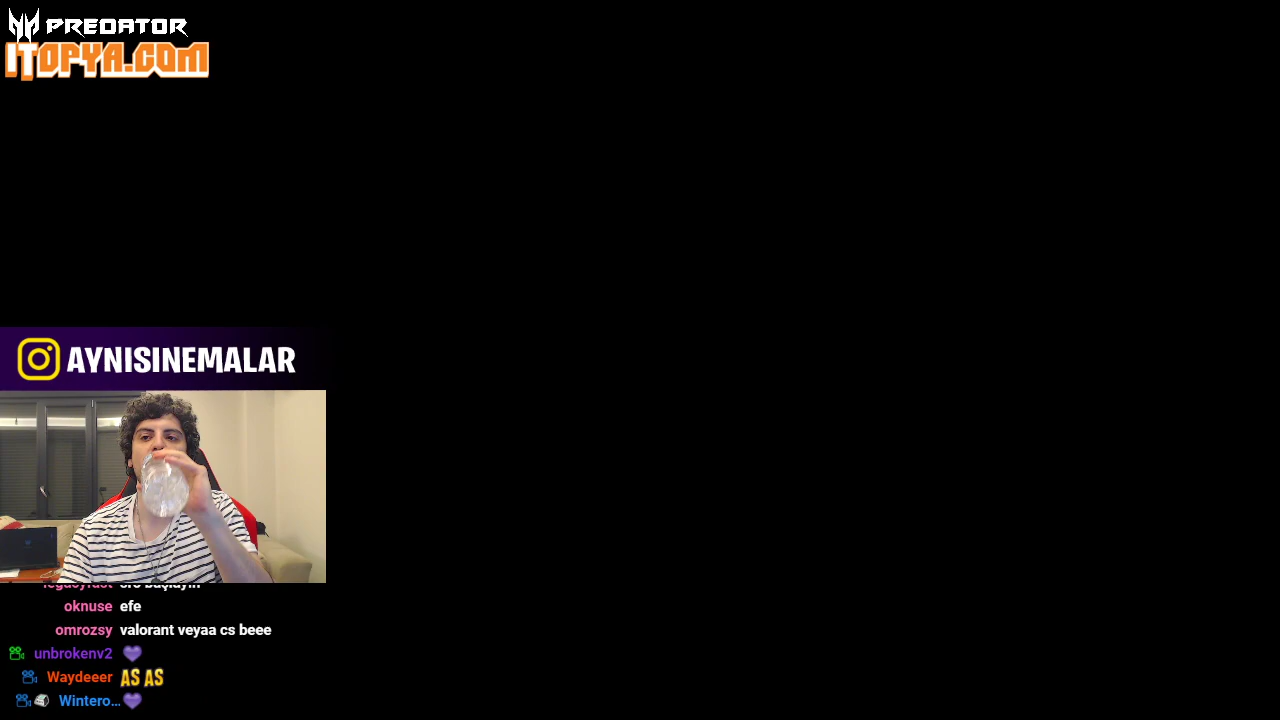 PREDATOR
ITOPYA.COM
AYNISINEMALAR
oknuse efe
omrozsy valorant veyaa cs beee
unbrokenv2
Waydeeer AS AS
Wintero...